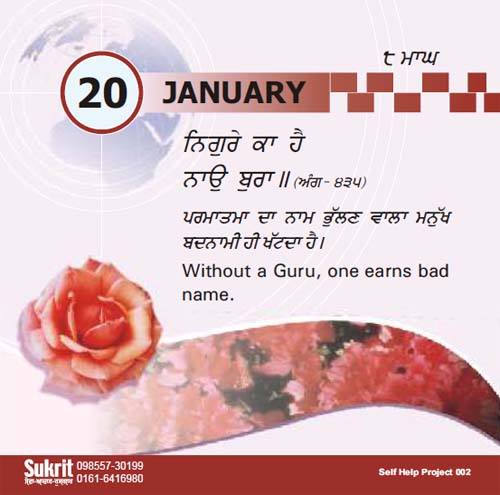 ੮ ਮਾਘ
20 JANUARY
ਨਿਗੁਰੇ ਕਾ ਹੈ
ਨਾਉ ਬੁਰਾ ॥ (ਅੰਗ - ੪੩੫)
ਪਰਮਾਤਮਾ ਦਾ ਨਾਮ ਭੁੱਲਣ ਵਾਲਾ ਮਨੁੱਖ
ਬਦਨਾਮੀ ਹੀ ਖੱਟਦਾ ਹੈ।
Without a Guru, one earns bad
name.
Sukrit 098557-30199
0161-6416980
Self Help Project 002